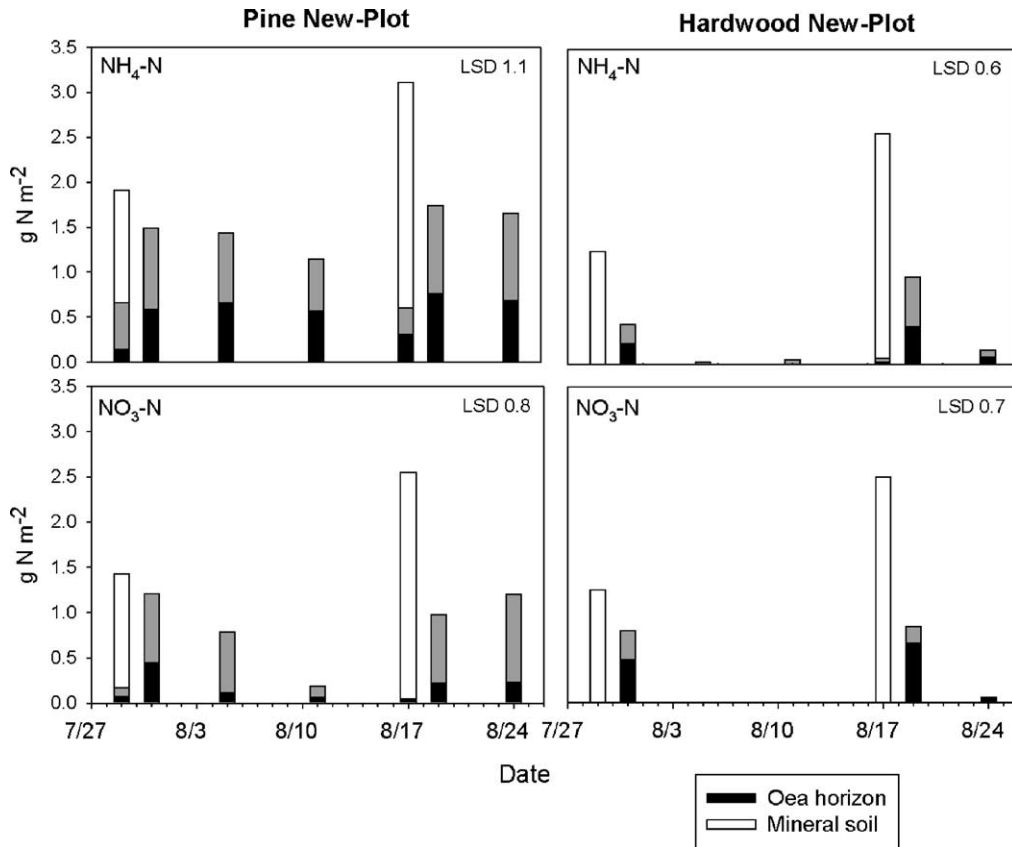 Pine New-Plot
Hardwood New-Plot
NH4-N
LSD 1.1
NH4-N
LSD 0.6
3.5
3.0
2.5
2.0
1.5
1.0
0.5
0.0
g N m-2
NO3-N
LSD 0.8
NO3-N
LSD 0.7
3.5
3.0
2.5
2.0
1.5
1.0
0.5
0.0
g N m-2
7/27 8/3 8/10 8/17 8/24 7/27 8/3 8/10 8/17 8/24
Date
Oea horizon
Mineral soil